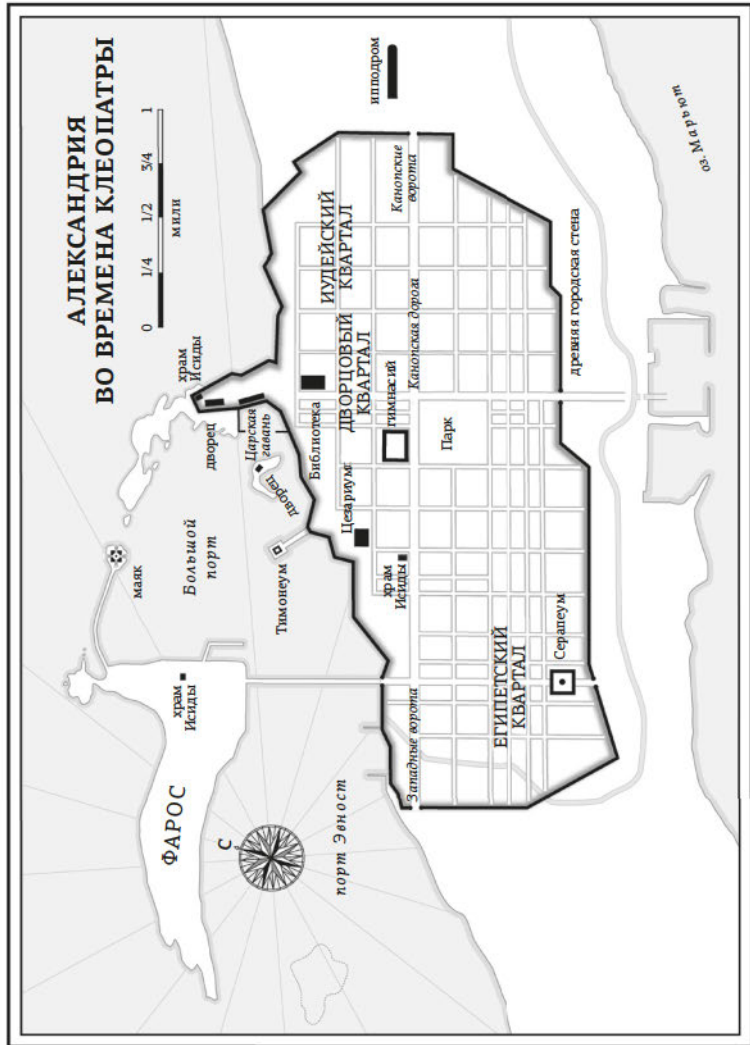 АЛЕКСАНДРИЯ
ВО ВРЕМЕНА КЛЕОПАТРЫ
0 1/4 1/2 3/4 1
мили
ФАРОС
храм
Исиды
маяк
Большой
порт
порт Эвност
С
Тимонеум
дворец
Дворец
Царская
гавань
храм
Исиды
Библиотека
Цезариум
храм
Исиды
ДВОРЦОВЫЙ
КВАРТАЛ
ИУДЕЙСКИЙ
КВАРТАЛ
ипподром
Западные ворота
гимнасий
Канопская дорога
Канопские
ворота
Парк
ЕГИПЕТСКИЙ
КВАРТАЛ
Серапеум
древняя городская стена
оз. Марьют